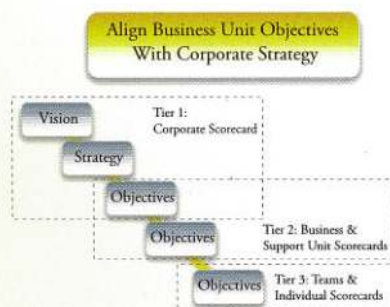 Align Business Unit Objectives
With Corporate Strategy
Vision
Tier 1:
Corporate Scorecard
Strategy
Objectives
Objectives
Tier 2: Business &
Support Unit Scorecards
Objectives
Tier 3: Teams &
Individual Scorecards